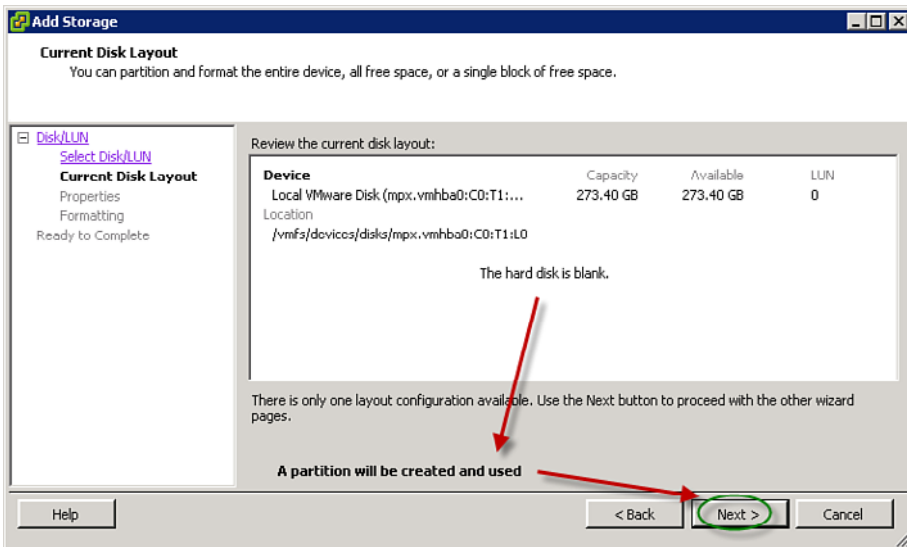 Add Storage
Current Disk Layout
You can partition and format the entire device, all free space, or a single block of free space.
Disk/LUN
Select Disk/LUN
Current Disk Layout
Properties
Formatting
Ready to Complete
Review the current disk layout:
Device Capacity Available LUN
Local VMware Disk (mpx.vmhba0:C0:T1:... 273.40 GB 273.40 GB 0
Location
/vmfs/devices/disks/mpx.vmhba0:C0:T1:L0
The hard disk is blank.
There is only one layout configuration available. Use the Next button to proceed with the other wizard
pages.
A partition will be created and used
Help < Back Next > Cancel